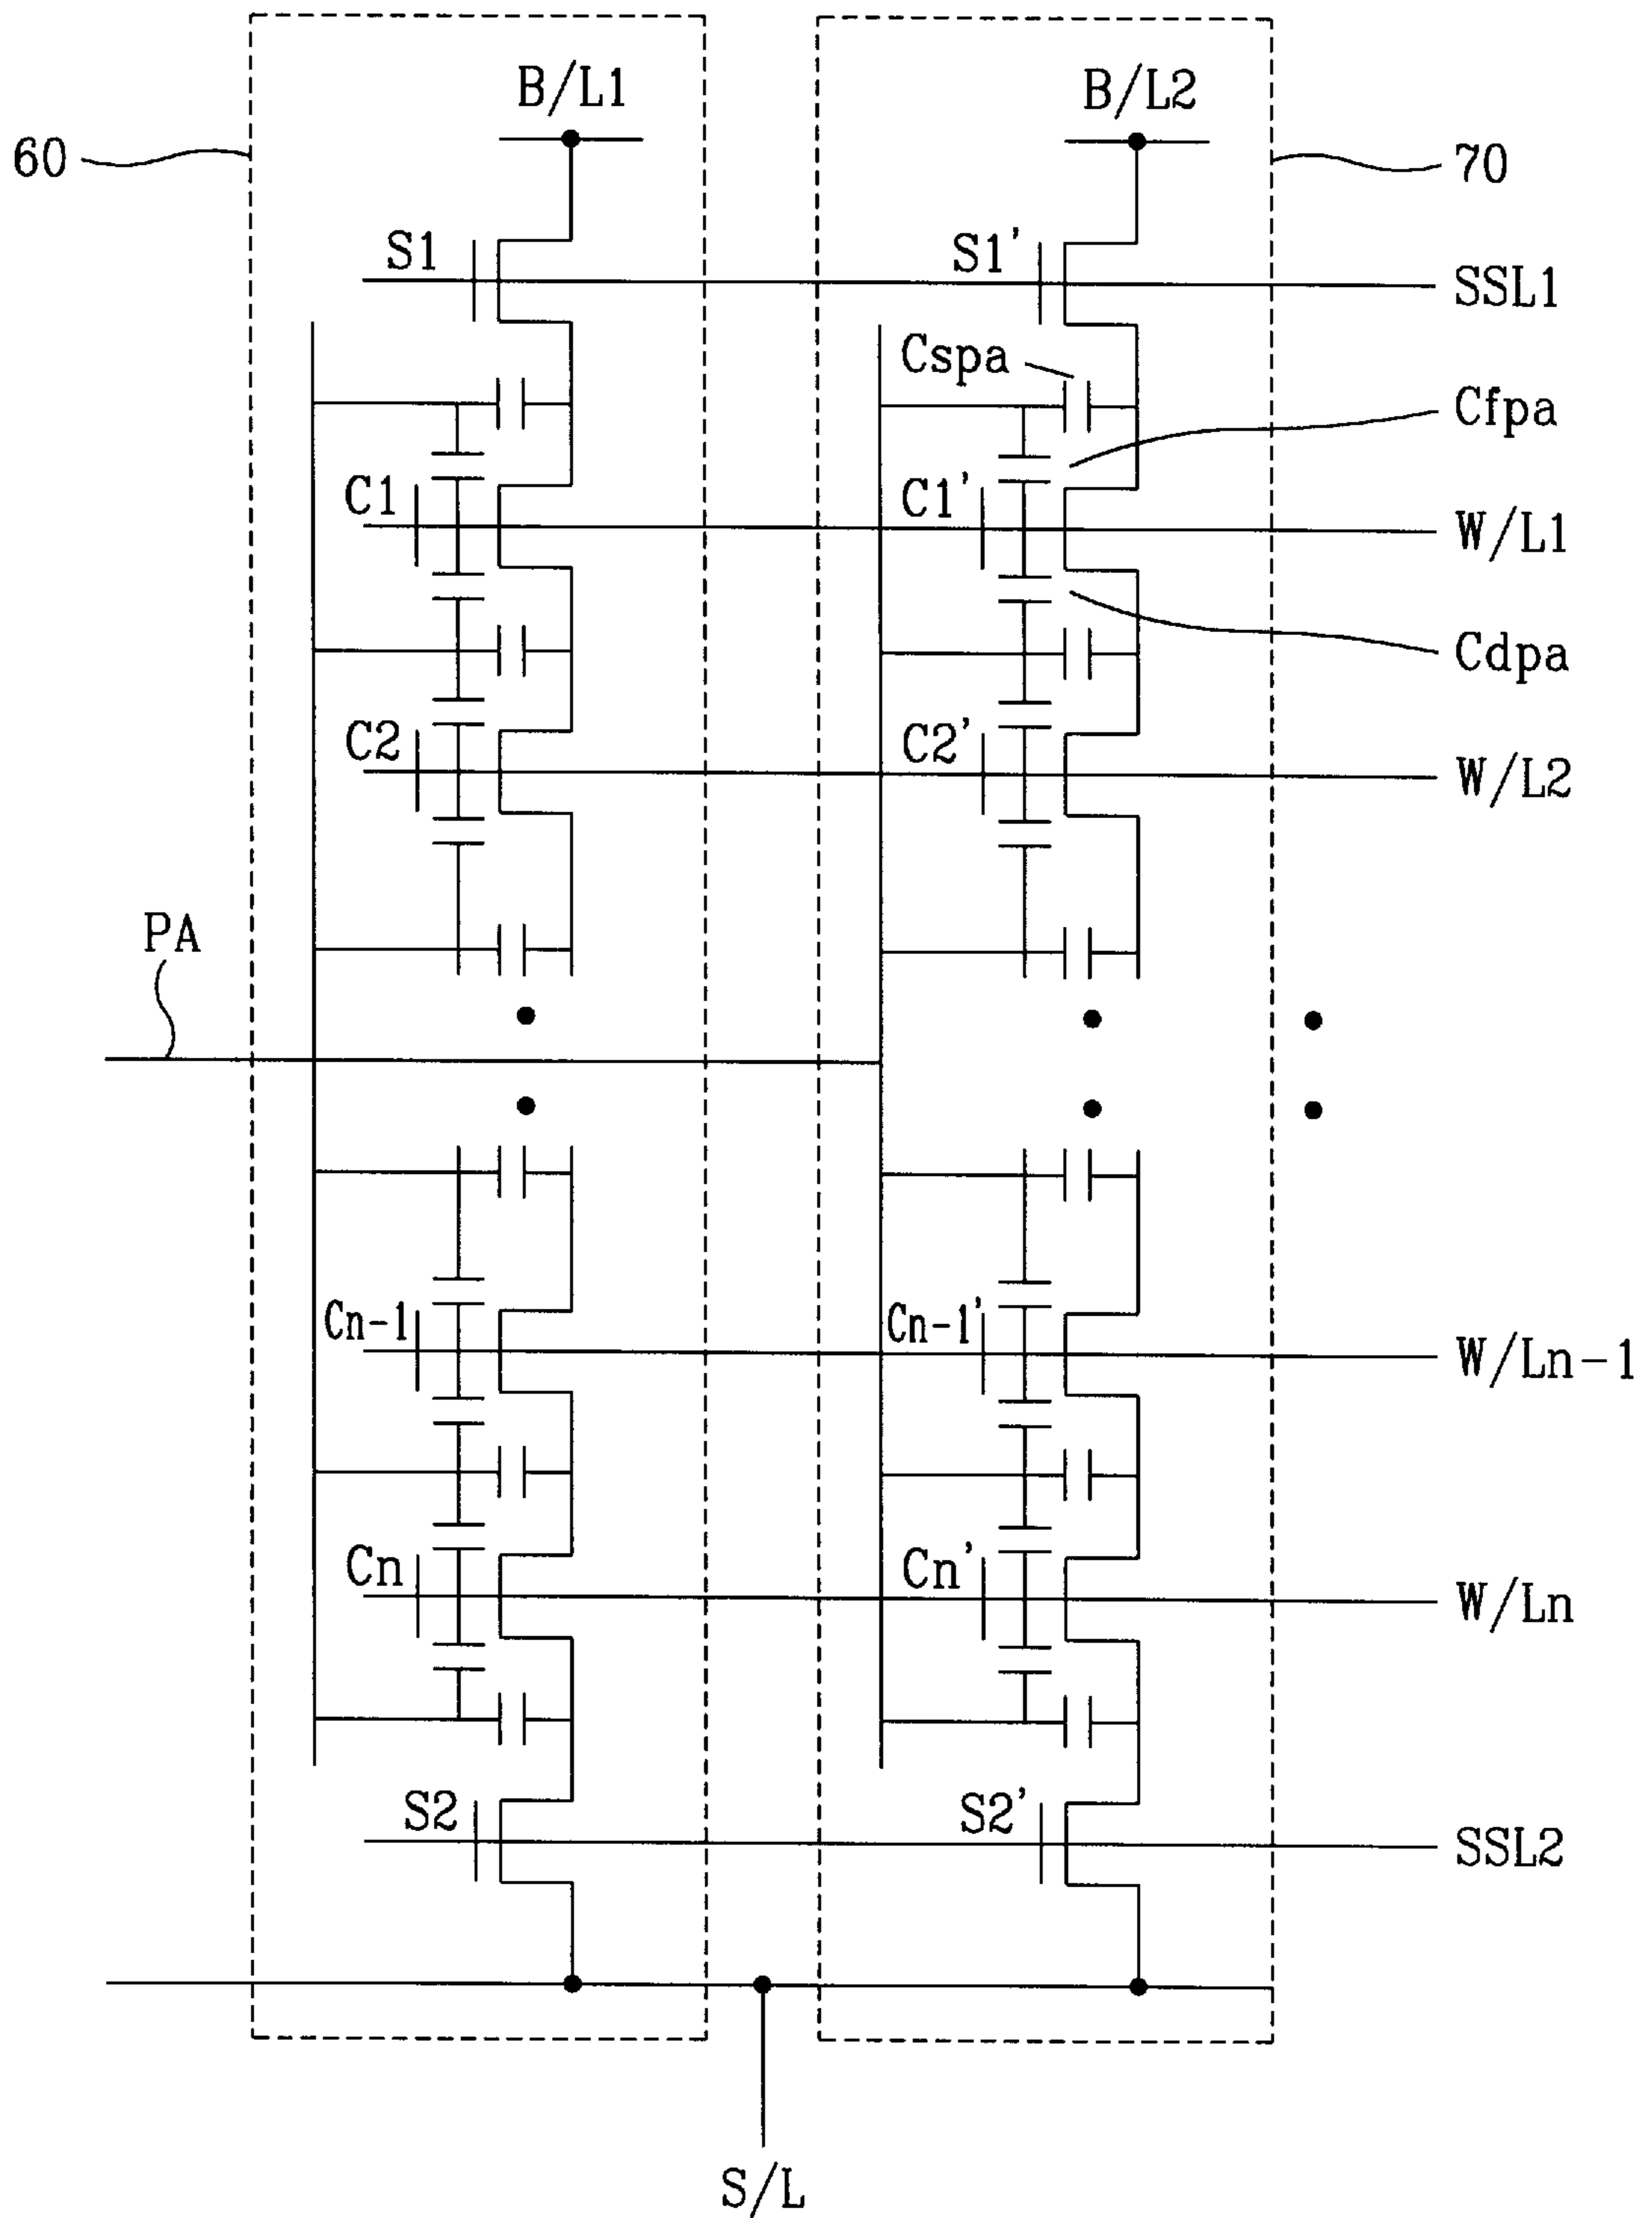 B/L1
B/L2
60
70
S1
S1'
SSL1
Cspa
Cfpa
C1
C1'
W/L1
Cdpa
C2
C2'
W/L2
PA
Cn-1
Cn-1'
W/Ln-1
Cn
Cn'
W/Ln
S2
S2'
SSL2
S/L